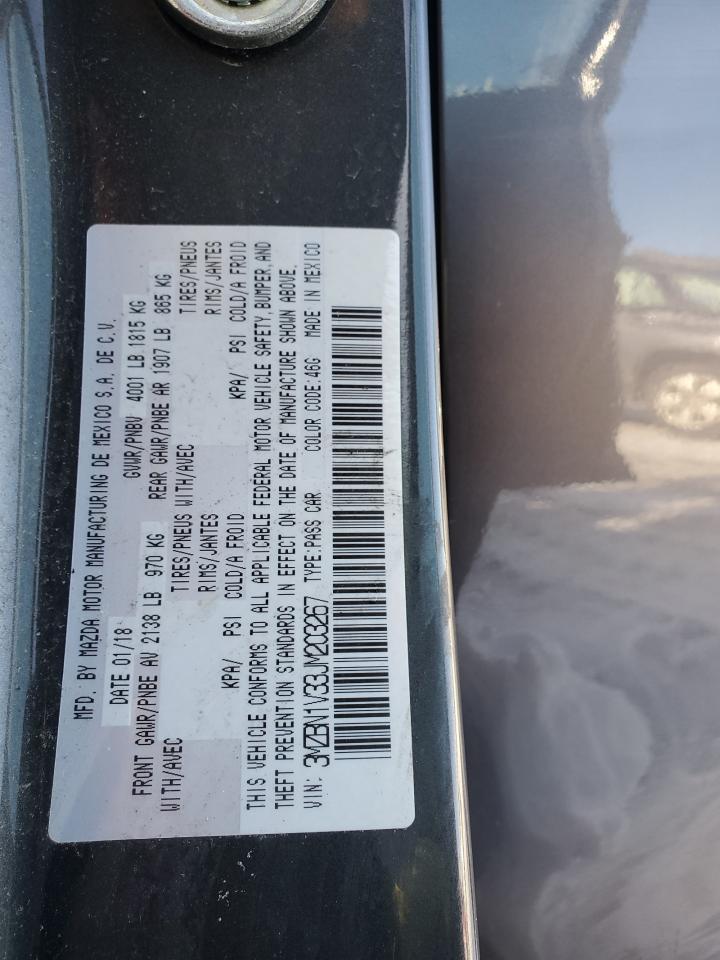 MFD. BY MAZDA MOTOR MANUFACTURING DE MEXICO S.A. DE C.V.
DATE 01/18 GVWR/PNBV 4001 LB 1815 KG
FRONT GAWR/PNBE AV 2138 LB 970 KG REAR GAWR/PNBE AR 1907 LB 865 KG
WITH/AVEC TIRES/PNEUS WITH/AVEC TIRES/PNEUS
RIMS/JANTES RIMS/JANTES
KPA/ PSI COLD/A FROID KPA/ PSI COLD/A FROID
THIS VEHICLE CONFORMS TO ALL APPLICABLE FEDERAL MOTOR VEHICLE SAFETY, BUMPER, AND
THEFT PREVENTION STANDARDS IN EFFECT ON THE DATE OF MANUFACTURE SHOWN ABOVE.
VIN: 3MZBN1V33JM203267 TYPE:PASS CAR COLOR CODE:46G MADE IN MEXICO